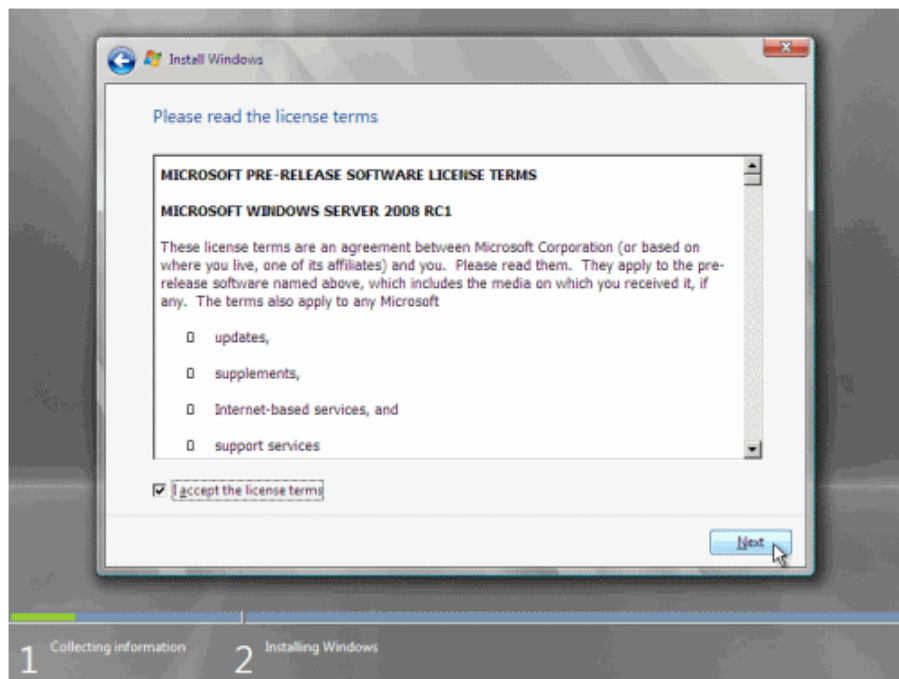 Install Windows
Please read the license terms
MICROSOFT PRE-RELEASE SOFTWARE LICENSE TERMS
MICROSOFT WINDOWS SERVER 2008 RC1
These license terms are an agreement between Microsoft Corporation (or based on
where you live, one of its affiliates) and you.  Please read them.  They apply to the pre-
release software named above, which includes the media on which you received it, if
any.  The terms also apply to any Microsoft
updates,
supplements,
Internet-based services, and
support services
I accept the license terms
Next
1 Collecting information
2 Installing Windows